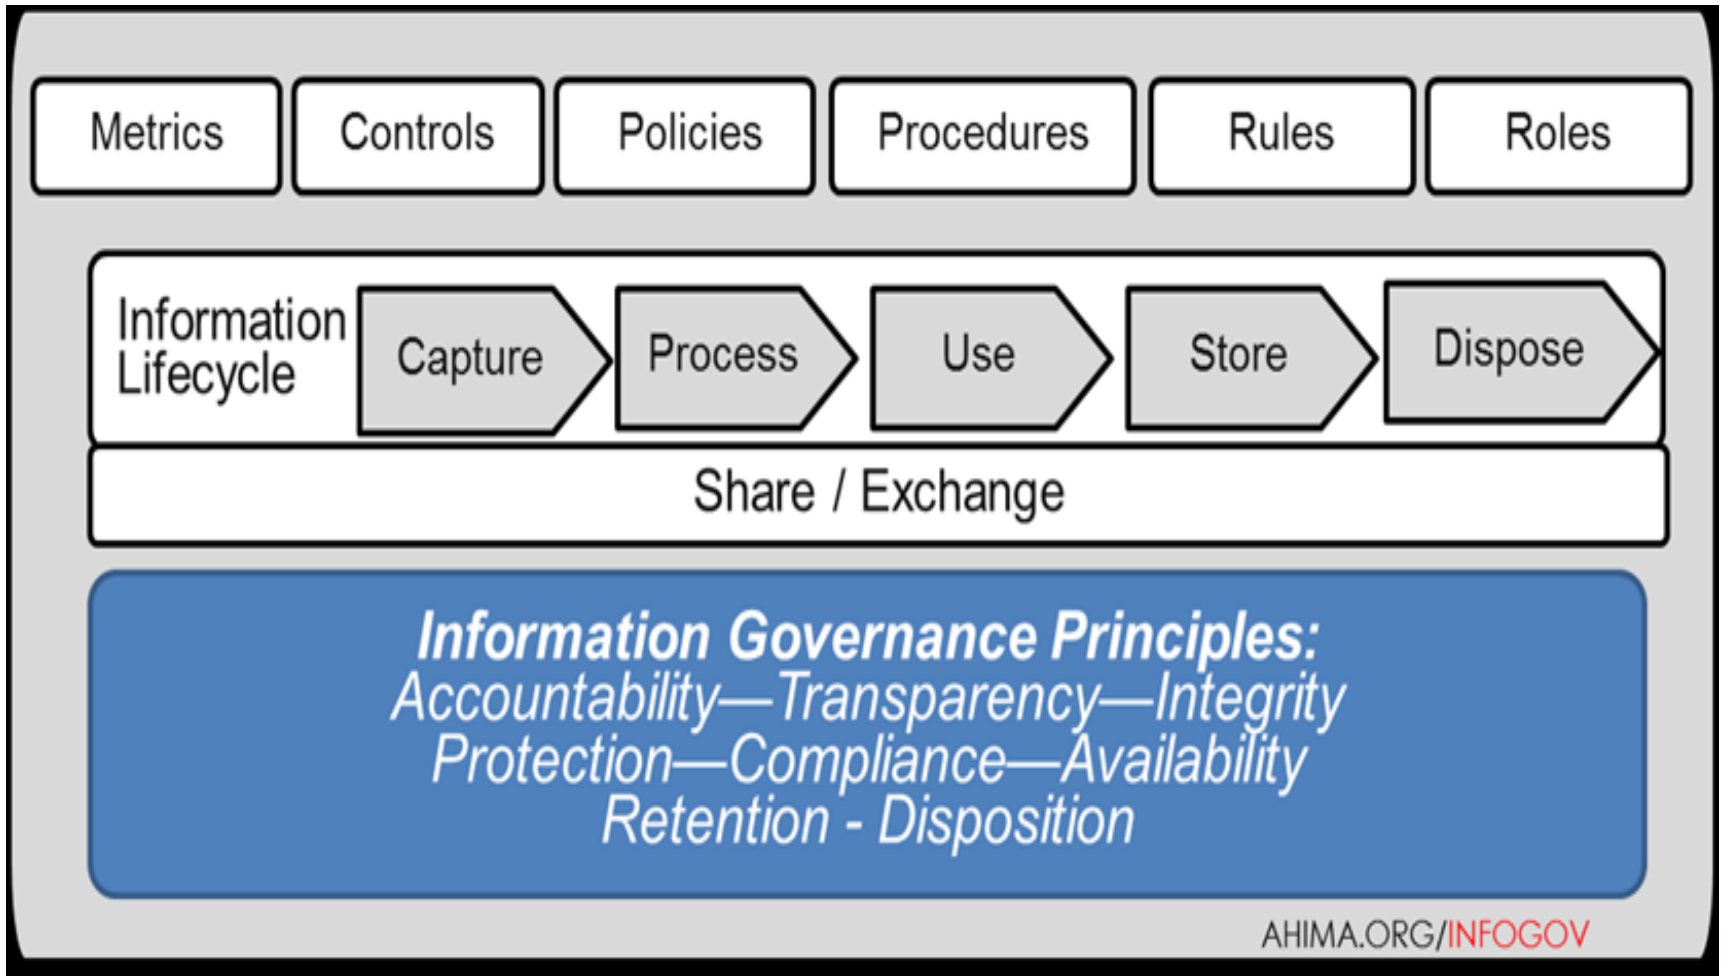 Metrics
Controls
Policies
Procedures
Rules
Roles
Information
Lifecycle
Capture
Process
Use
Store
Dispose
Share / Exchange
Information Governance Principles:
Accountability—Transparency—Integrity
Protection—Compliance—Availability
Retention - Disposition
AHIMA.ORG/INFOGOV